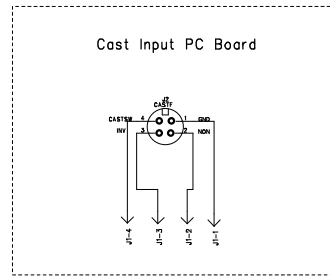 Cast Input PC Board
J?
CASTF
CASTSW 4 1 GND
INV 3 2 NON
J1-4 J1-3 J1-2 J1-1